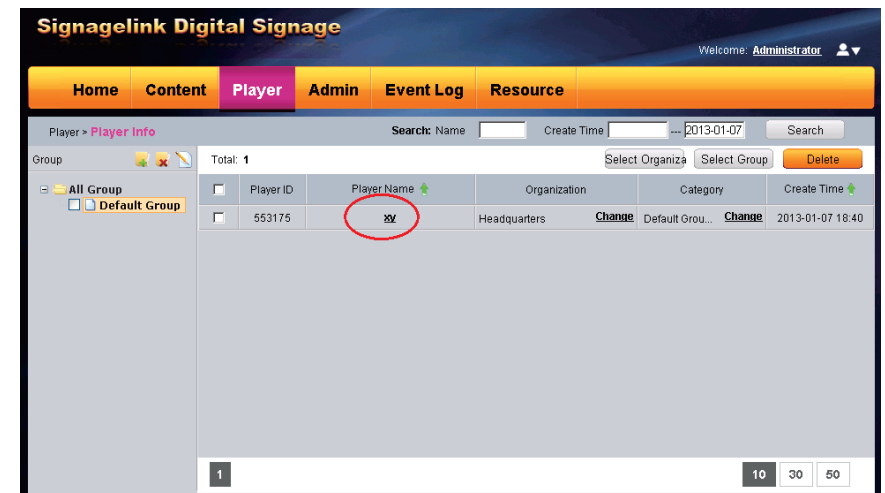 Signagelink Digital Signage
Welcome: Administrator
Home Content Player Admin Event Log Resource
Player » Player Info Search: Name Create Time --- 2013-01-07 Search
Group Total: 1 Select Organiza Select Group Delete
All Group Player ID Player Name Organization Category Create Time
Default Group 553175 xy Headquarters Change Default Grou... Change 2013-01-07 18:40
1 10 30 50